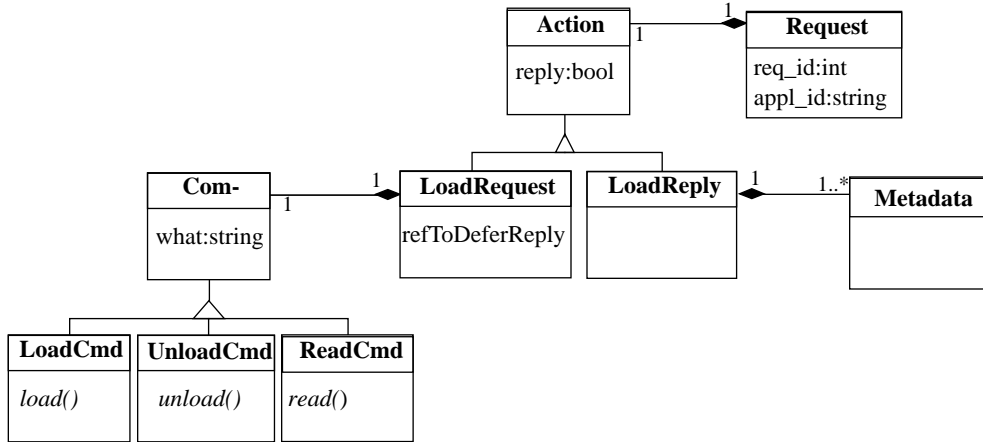 Action
1
1
Request
reply:bool
req_id:int
appl_id:string
Com-
1
1
LoadRequest
LoadReply
1
1..*
Metadata
what:string
refToDeferReply
LoadCmd
UnloadCmd
ReadCmd
load()
unload()
read()